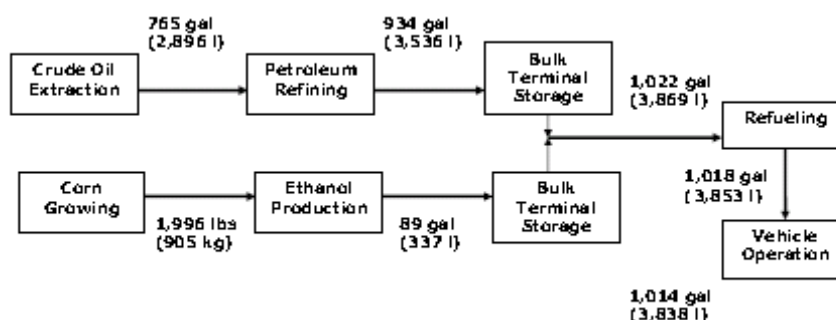 765 gal
(2,896 l)
934 gal
(3,536 l)
Crude Oil
Extraction
Petroleum
Refining
Bulk
Terminal
Storage
1,022 gal
(3,869 l)
Refueling
Corn
Growing
1,996 lbs
(905 kg)
Ethanol
Production
89 gal
(337 l)
Bulk
Terminal
Storage
1,018 gal
(3,853 l)
Vehicle
Operation
1,014 gal
(3,838 l)